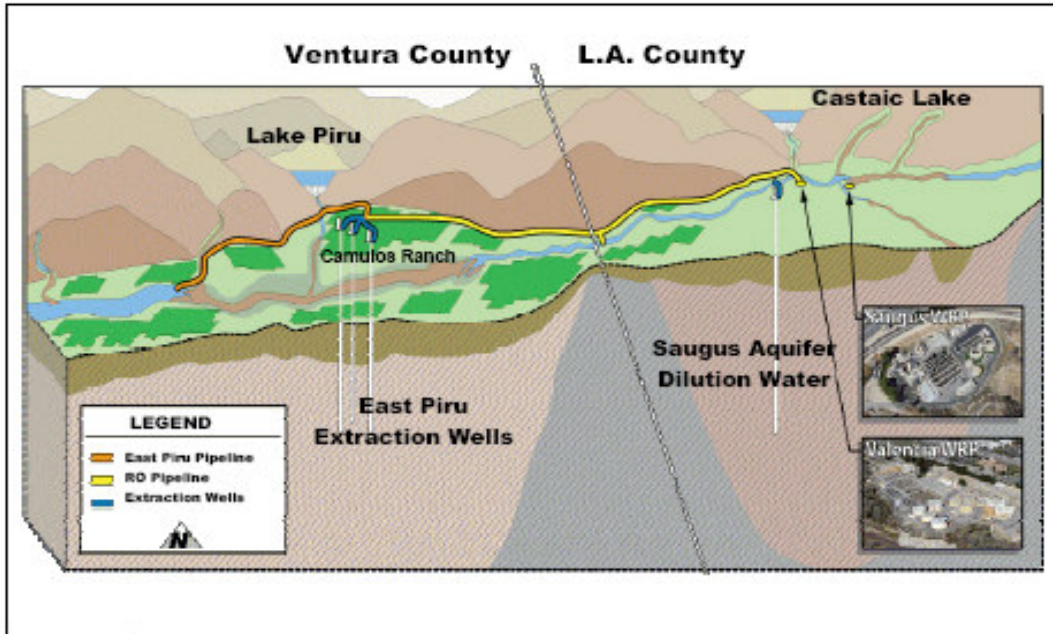 Ventura County
L.A. County
Castaic Lake
Lake Piru
Camulos Ranch
Saugus WRP
Saugus Aquifer
Dilution Water
East Piru
Extraction Wells
Valencia WRP
LEGEND
East Piru Pipeline
RO Pipeline
Extraction Wells
N